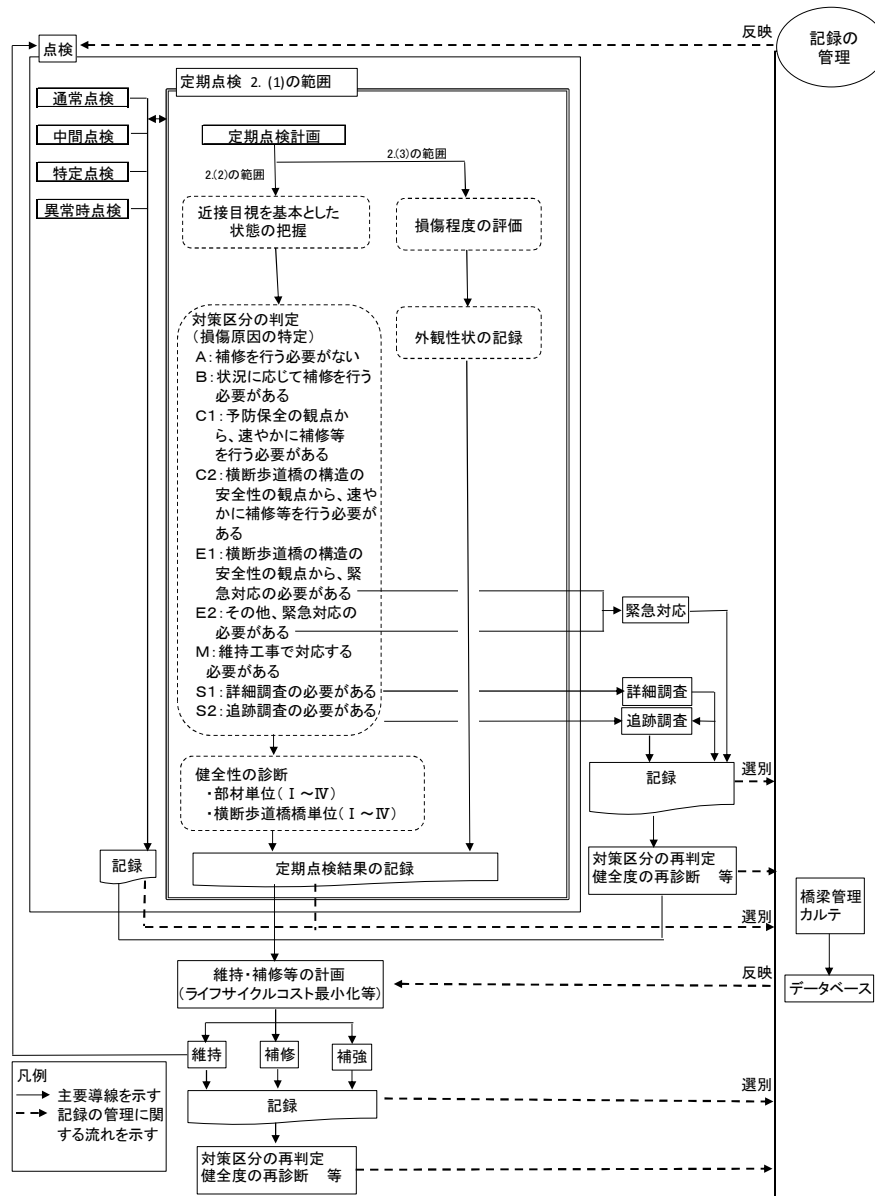 反映
記録の
管理
点検
定期点検 2. (1)の範囲
通常点検
中間点検
特定点検
異常時点検
定期点検計画
2.(3)の範囲
2.(2)の範囲
近接目視を基本とした
状態の把握
損傷程度の評価
対策区分の判定
(損傷原因の特定)
A:補修を行う必要がない
B:状況に応じて補修を行う
必要がある
C1:予防保全の観点か
ら、速やかに補修等
を行う必要がある
C2:横断歩道橋の構造の
安全性の観点から、速や
かに補修等を行う必要が
ある
E1:横断歩道橋の構造の
安全性の観点から、緊
急対応の必要がある
E2:その他、緊急対応の
必要がある
M:維持工事で対応する
必要がある
S1:詳細調査の必要がある
S2:追跡調査の必要がある
外観性状の記録
緊急対応
詳細調査
追跡調査
記録
選別
健全性の診断
・部材単位(Ⅰ～Ⅳ)
・横断歩道橋橋単位(Ⅰ～Ⅳ)
記録
定期点検結果の記録
対策区分の再判定
健全度の再診断 等
選別
橋梁管理
カルテ
データベース
維持・補修等の計画
(ライフサイクルコスト最小化等)
反映
維持
補修
補強
凡例
主要導線を示す
記録の管理に関
する流れを示す
記録
選別
対策区分の再判定
健全度の再診断 等